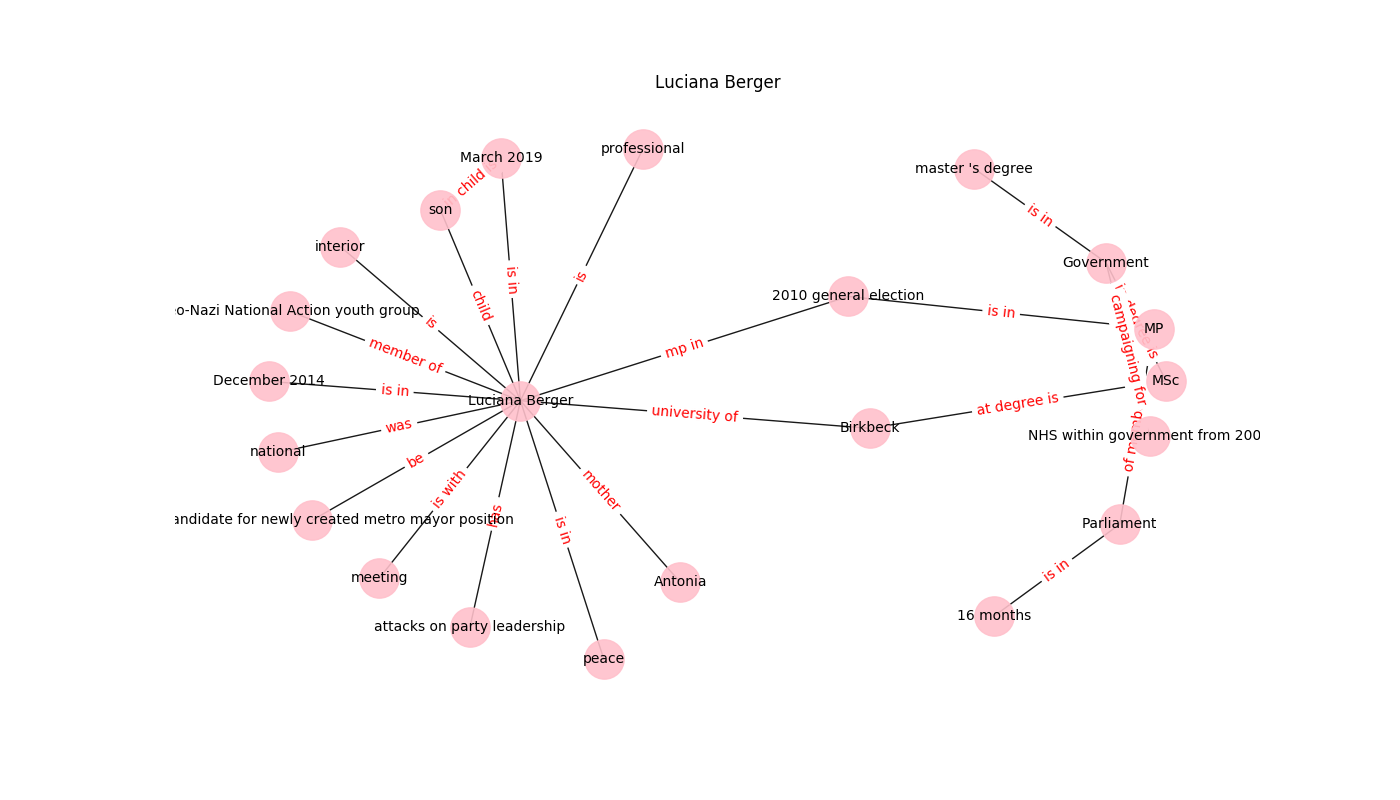 Luciana Berger
professional
March 2019
child
master 's degree
son
is in
interior
Government
is in
is
child
2010 general election
o-Nazi National Action youth group
is in
is
MP
mp in
member of
campaigning for
December 2014
is in
MSc
Luciana Berger
at degree is
university of
was
Birkbeck
NHS within government from 200
national
be
is with
mother
has
andidate for newly created metro mayor position
Parliament
is in
is in
meeting
Antonia
16 months
attacks on party leadership
peace